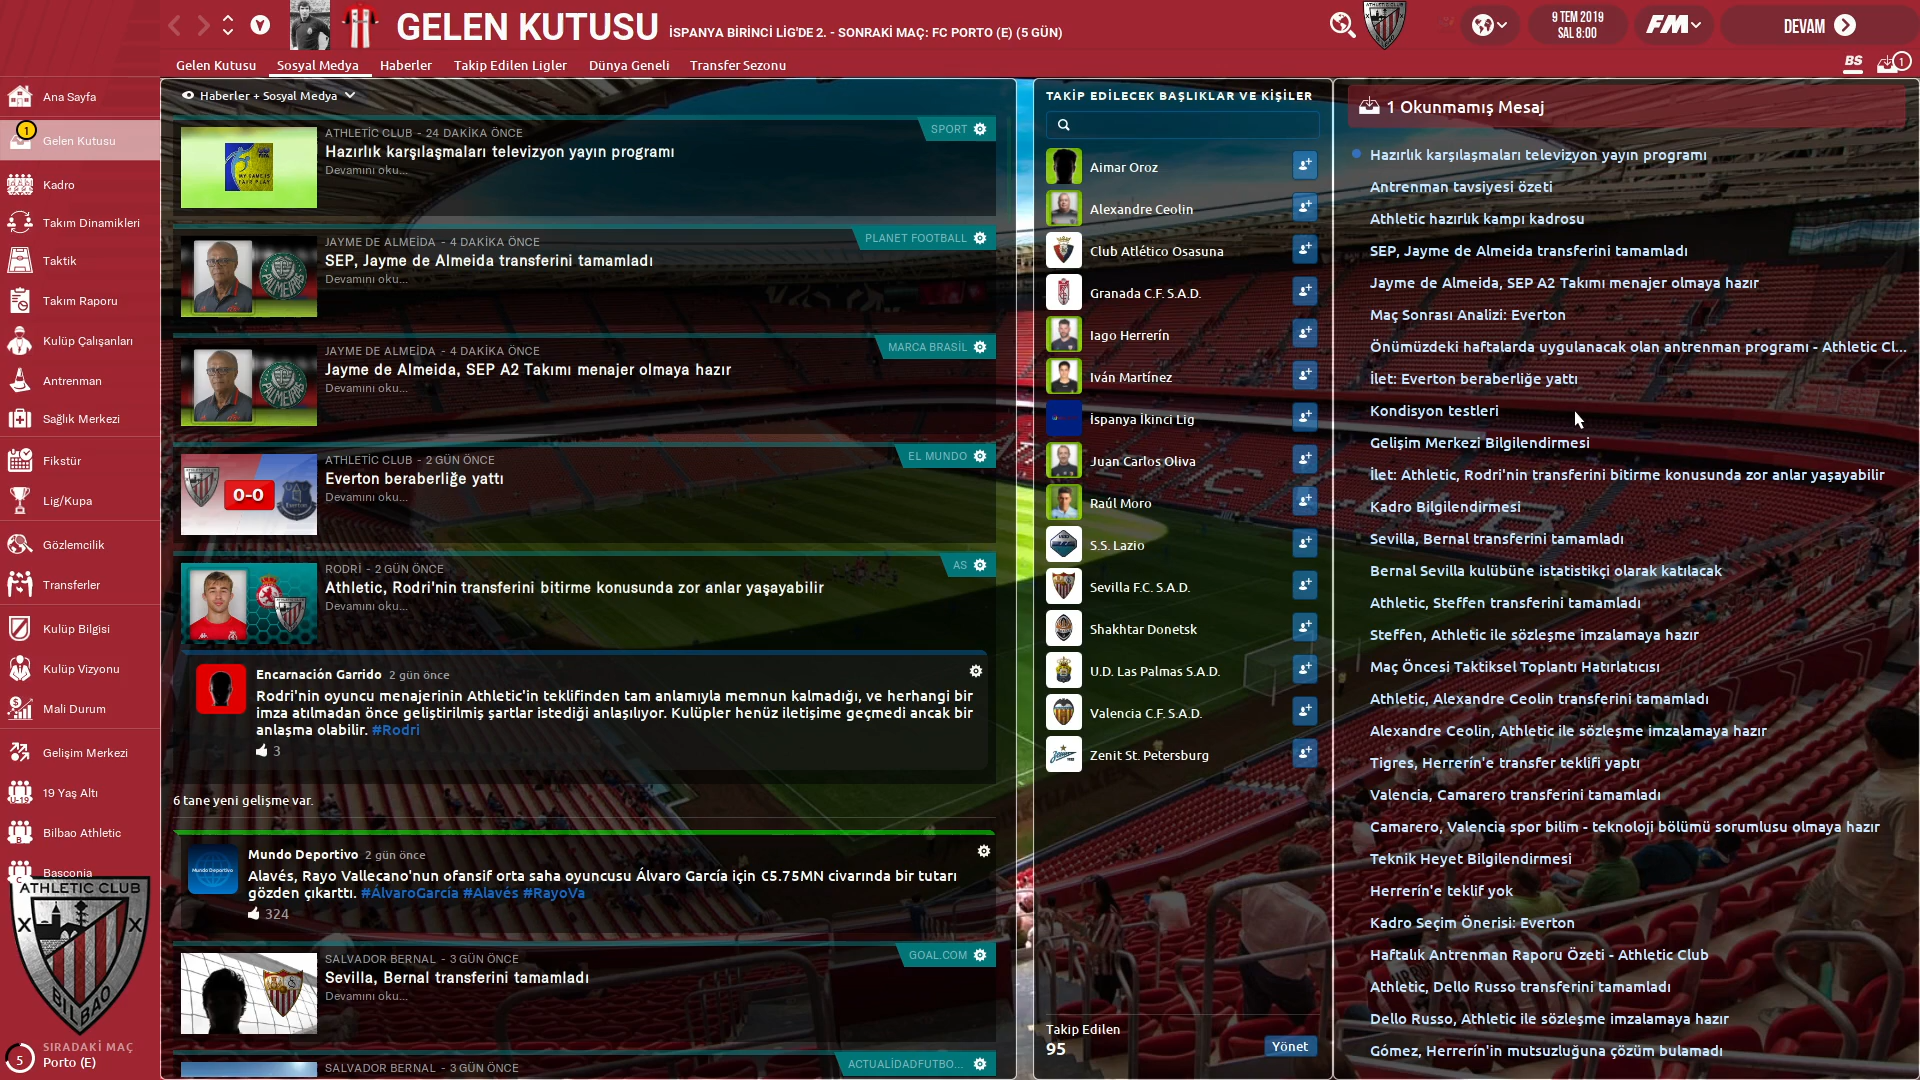 GELEN KUTUSU
İSPANYA BİRİNCİ LİG'DE 2. - SONRAKİ MAÇ: FC PORTO (E) (5 GÜN)
9 TEM 2019
SAL 8:00
FM
DEVAM
Gelen Kutusu
Sosyal Medya
Haberler
Takip Edilen Ligler
Dünya Geneli
Transfer Sezonu
BS
1
Ana Sayfa
1
Gelen Kutusu
Kadro
Takım Dinamikleri
Taktik
Takım Raporu
Kulüp Çalışanları
Antrenman
Sağlık Merkezi
Fikstür
Lig/Kupa
Gözlemcilik
Transferler
Kulüp Bilgisi
Kulüp Vizyonu
Mali Durum
Gelişim Merkezi
19 Yaş Altı
Bilbao Athletic
Basconia
ATHLETIC CLUB
BILBAO
5
SIRADAKİ MAÇ
Porto (E)
Haberler + Sosyal Medya
ATHLETİC CLUB - 24 DAKİKA ÖNCE
SPORT
Hazırlık karşılaşmaları televizyon yayın programı
Devamını oku...
JAYME DE ALMEİDA - 4 DAKİKA ÖNCE
PLANET FOOTBALL
SEP, Jayme de Almeida transferini tamamladı
Devamını oku...
JAYME DE ALMEİDA - 4 DAKİKA ÖNCE
MARCA BRASİL
Jayme de Almeida, SEP A2 Takımı menajer olmaya hazır
Devamını oku...
ATHLETİC CLUB - 2 GÜN ÖNCE
EL MUNDO
Everton beraberliğe yattı
0-0
Devamını oku...
RODRİ - 2 GÜN ÖNCE
AS
Athletic, Rodri'nin transferini bitirme konusunda zor anlar yaşayabilir
Devamını oku...
Encarnación Garrido 2 gün önce
Rodri'nin oyuncu menajerinin Athletic'in teklifinden tam anlamıyla memnun kalmadığı, ve herhangi bir
imza atılmadan önce geliştirilmiş şartlar istediği anlaşılıyor. Kulüpler henüz iletişime geçmedi ancak bir
anlaşma olabilir. #Rodri
3
6 tane yeni gelişme var.
Mundo Deportivo 2 gün önce
Mundo Deportivo
Alavés, Rayo Vallecano'nun ofansif orta saha oyuncusu Álvaro García için €5.75MN civarında bir tutarı
gözden çıkarttı. #ÁlvaroGarcía #Alavés #RayoVa
324
SALVADOR BERNAL - 3 GÜN ÖNCE
GOAL.COM
Sevilla, Bernal transferini tamamladı
Devamını oku...
SALVADOR BERNAL - 3 GÜN ÖNCE
ACTUALİDADFUTBO...
TAKİP EDİLECEK BAŞLIKLAR VE KİŞİLER
Aimar Oroz
Alexandre Ceolin
Club Atlético Osasuna
Granada C.F. S.A.D.
Iago Herrerín
Iván Martínez
İspanya İkinci Lig
Juan Carlos Oliva
Raúl Moro
S.S. Lazio
Sevilla F.C. S.A.D.
Shakhtar Donetsk
U.D. Las Palmas S.A.D.
Valencia C.F. S.A.D.
Zenit St. Petersburg
Takip Edilen
95
Yönet
1 Okunmamış Mesaj
Hazırlık karşılaşmaları televizyon yayın programı
Antrenman tavsiyesi özeti
Athletic hazırlık kampı kadrosu
SEP, Jayme de Almeida transferini tamamladı
Jayme de Almeida, SEP A2 Takımı menajer olmaya hazır
Maç Sonrası Analizi: Everton
Önümüzdeki haftalarda uygulanacak olan antrenman programı - Athletic Cl...
İlet: Everton beraberliğe yattı
Kondisyon testleri
Gelişim Merkezi Bilgilendirmesi
İlet: Athletic, Rodri'nin transferini bitirme konusunda zor anlar yaşayabilir
Kadro Bilgilendirmesi
Sevilla, Bernal transferini tamamladı
Bernal Sevilla kulübüne istatistikçi olarak katılacak
Athletic, Steffen transferini tamamladı
Steffen, Athletic ile sözleşme imzalamaya hazır
Maç Öncesi Taktiksel Toplantı Hatırlatıcısı
Athletic, Alexandre Ceolin transferini tamamladı
Alexandre Ceolin, Athletic ile sözleşme imzalamaya hazır
Tigres, Herrerín'e transfer teklifi yaptı
Valencia, Camarero transferini tamamladı
Camarero, Valencia spor bilim - teknoloji bölümü sorumlusu olmaya hazır
Teknik Heyet Bilgilendirmesi
Herrerín'e teklif yok
Kadro Seçim Önerisi: Everton
Haftalık Antrenman Raporu Özeti - Athletic Club
Athletic, Dello Russo transferini tamamladı
Dello Russo, Athletic ile sözleşme imzalamaya hazır
Gómez, Herrerín'in mutsuzluğuna çözüm bulamadı